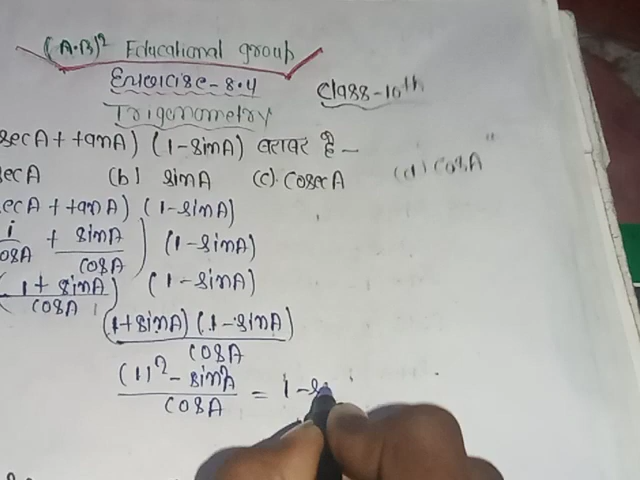 (A.B)² Educational group
Exercise - 8.4
Class - 10th
Trigonometry
secA + tanA) (1-sinA) बराबर है -
secA (b) sinA (c). CosecA (d) CosA
ecA + tanA) (1-sinA)
1/cosA + sinA/cosA) (1-sinA)
(1+sinA/cosA) (1-sinA)
(1+sinA) (1-sinA)/cosA
(1)² - sin²A/cosA = 1-s